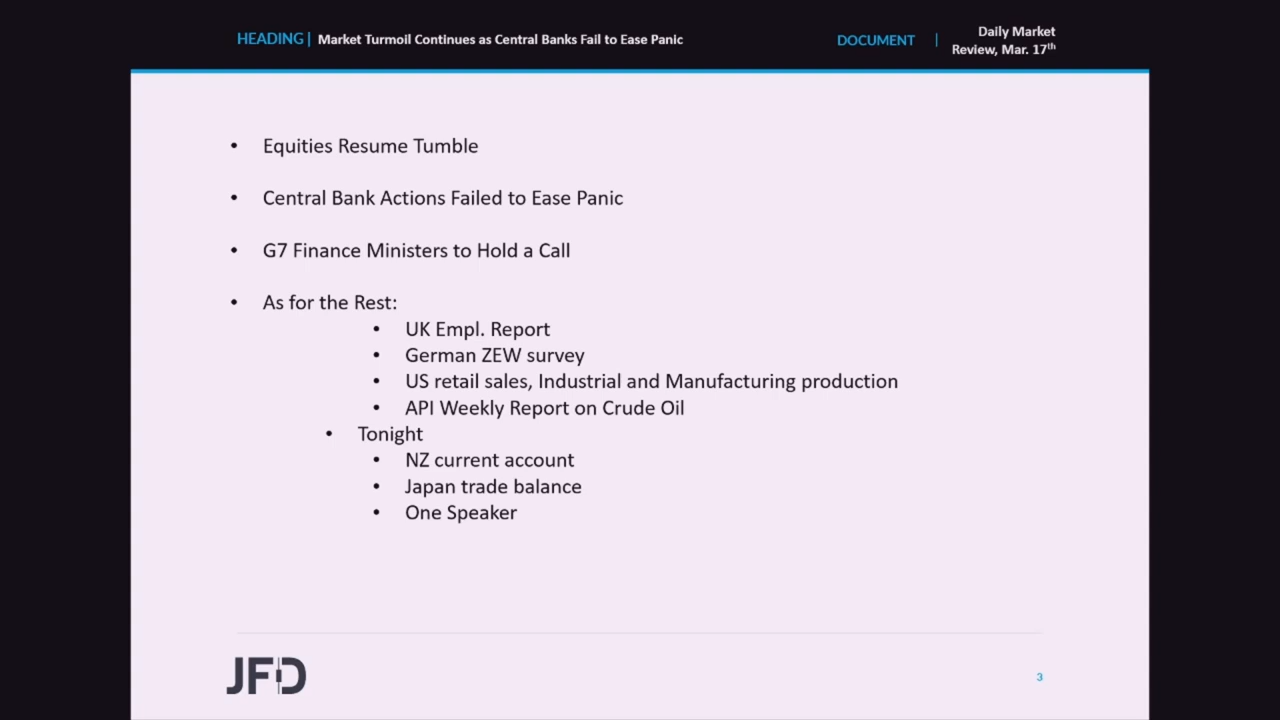 HEADING | Market Turmoil Continues as Central Banks Fail to Ease Panic
DOCUMENT | Daily Market
Review, Mar. 17th
• Equities Resume Tumble
• Central Bank Actions Failed to Ease Panic
• G7 Finance Ministers to Hold a Call
• As for the Rest:
• UK Empl. Report
• German ZEW survey
• US retail sales, Industrial and Manufacturing production
• API Weekly Report on Crude Oil
• Tonight
• NZ current account
• Japan trade balance
• One Speaker
JFD
3